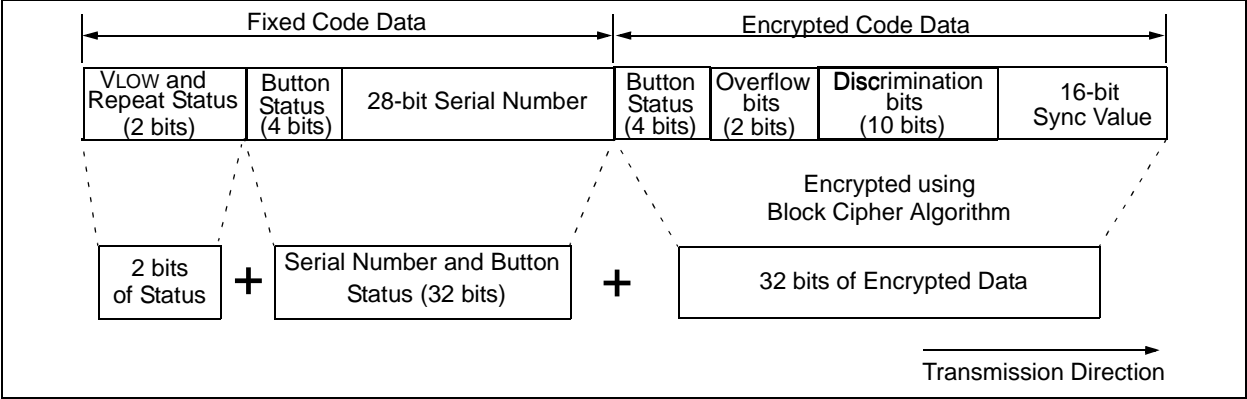 Fixed Code Data
Encrypted Code Data
VLOW and
Repeat Status
(2 bits)
Button
Status
(4 bits)
28-bit Serial Number
Button
Status
(4 bits)
Overflow
bits
(2 bits)
Discrimination
bits
(10 bits)
16-bit
Sync Value
Encrypted using
Block Cipher Algorithm
2 bits
of Status
+
Serial Number and Button
Status (32 bits)
+
32 bits of Encrypted Data
Transmission Direction